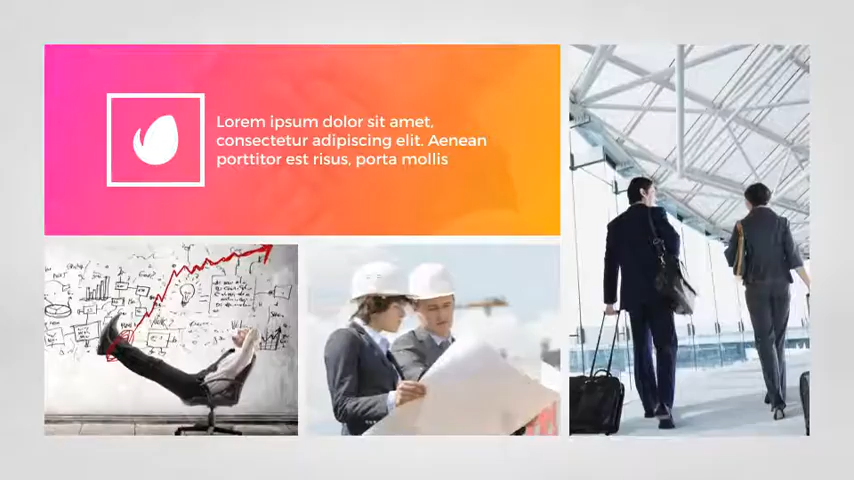 Lorem ipsum dolor sit amet,
consectetur adipiscing elit. Aenean
porttitor est risus, porta mollis